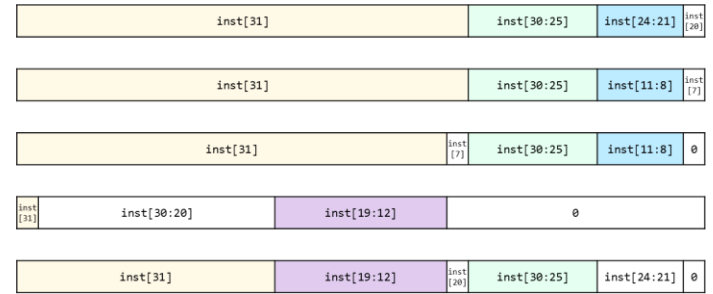 inst[31] inst[30:25] inst[24:21] inst[20]
inst[31] inst[30:25] inst[11:8] inst[7]
inst[31] inst[7] inst[30:25] inst[11:8] 0
inst[31] inst[30:20] inst[19:12] 0
inst[31] inst[19:12] inst[20] inst[30:25] inst[24:21] 0